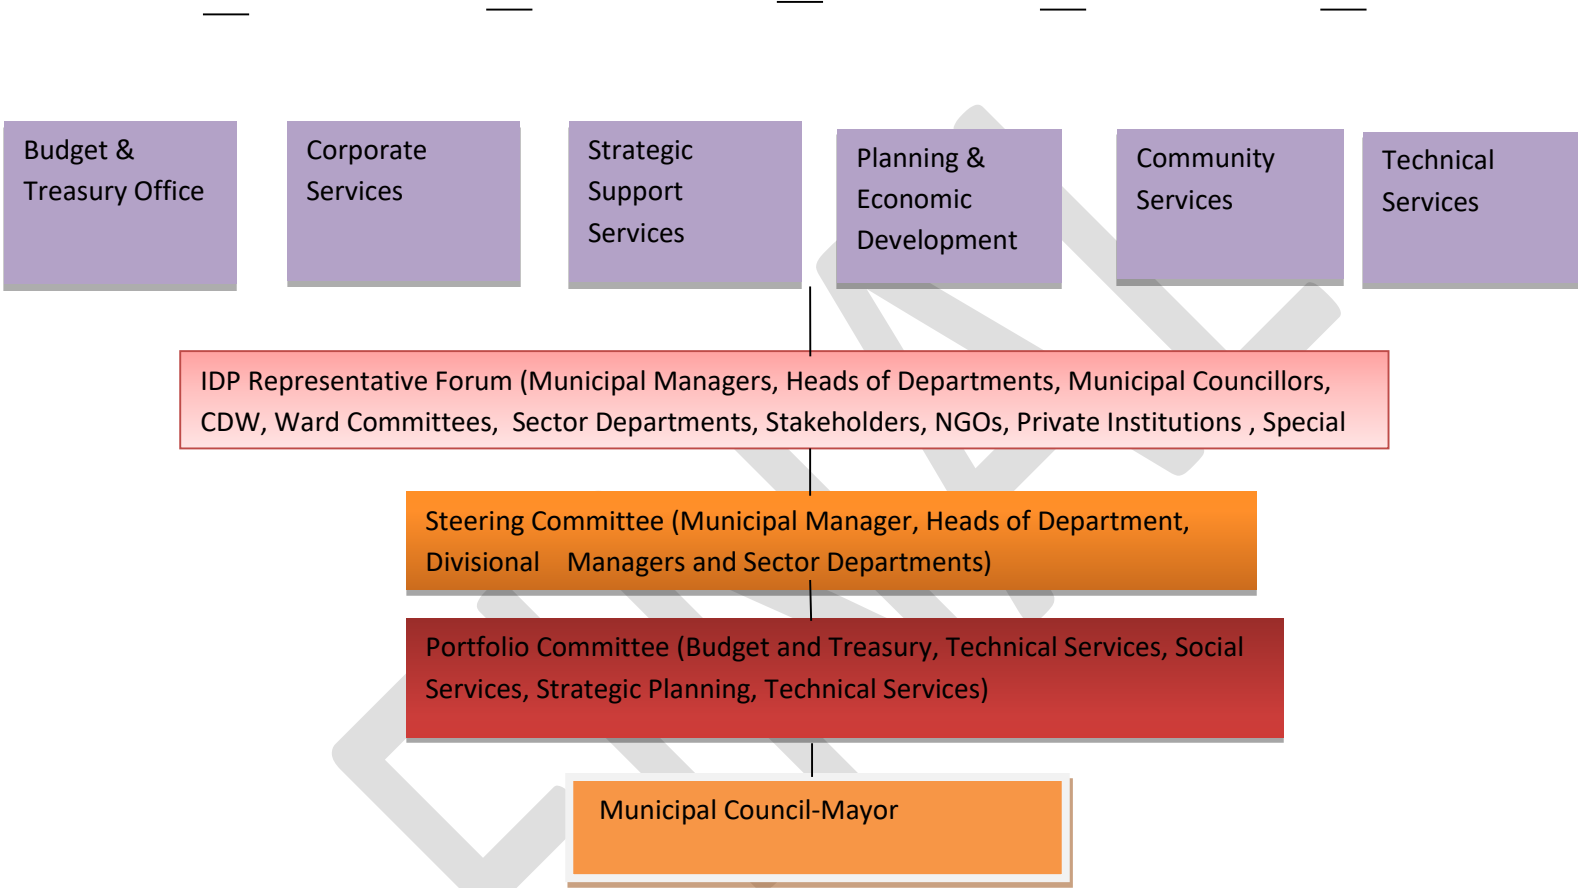 Budget &
Treasury Office
Corporate
Services
Strategic
Support
Services
Planning &
Economic
Development
Community
Services
Technical
Services
IDP Representative Forum (Municipal Managers, Heads of Departments, Municipal Councillors,
CDW, Ward Committees, Sector Departments, Stakeholders, NGOs, Private Institutions , Special
Steering Committee (Municipal Manager, Heads of Department,
Divisional Managers and Sector Departments)
Portfolio Committee (Budget and Treasury, Technical Services, Social
Services, Strategic Planning, Technical Services)
Municipal Council-Mayor
FINAL